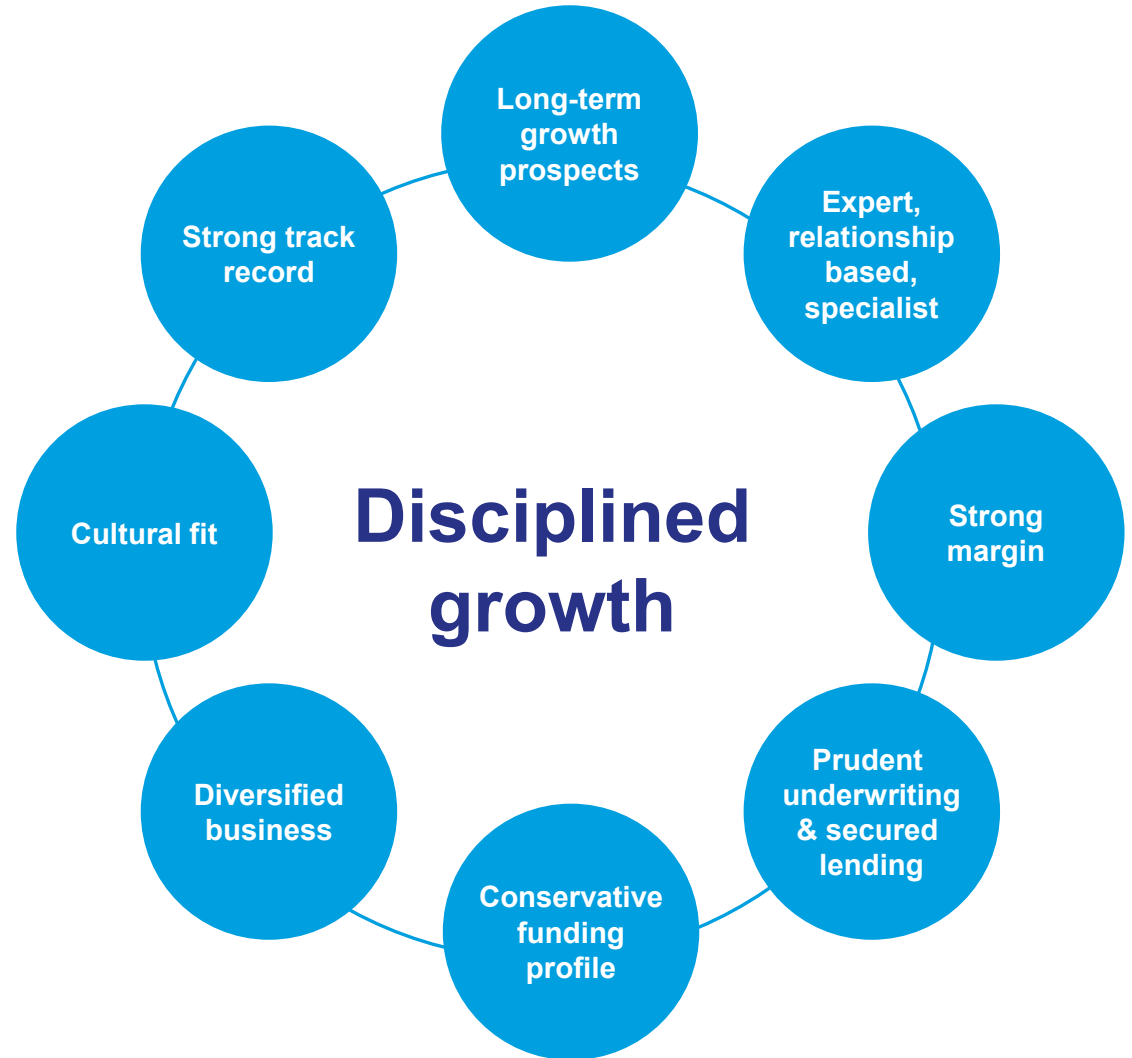 Long-term
growth
prospects
Expert,
relationship
based,
specialist
Strong
margin
Prudent
underwriting
& secured
lending
Conservative
funding
profile
Diversified
business
Cultural fit
Strong track
record
Disciplined
growth